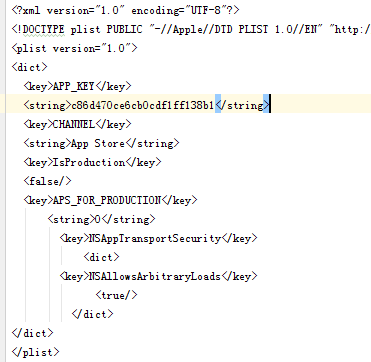 <?xml version="1.0" encoding="UTF-8"?>
<!DOCTYPE plist PUBLIC "-//Apple//DTD PLIST 1.0//EN" "http:/
<plist version="1.0">
<dict>
<key>APP_KEY</key>
<string>c86d470ce6cb0cdf1ff138b1</string>
<key>CHANNEL</key>
<string>App Store</string>
<key>IsProduction</key>
<false/>
<key>APS_FOR_PRODUCTION</key>
<string>0</string>
<key>NSAppTransportSecurity</key>
<dict>
<key>NSAllowsArbitraryLoads</key>
<true/>
</dict>
</dict>
</plist>